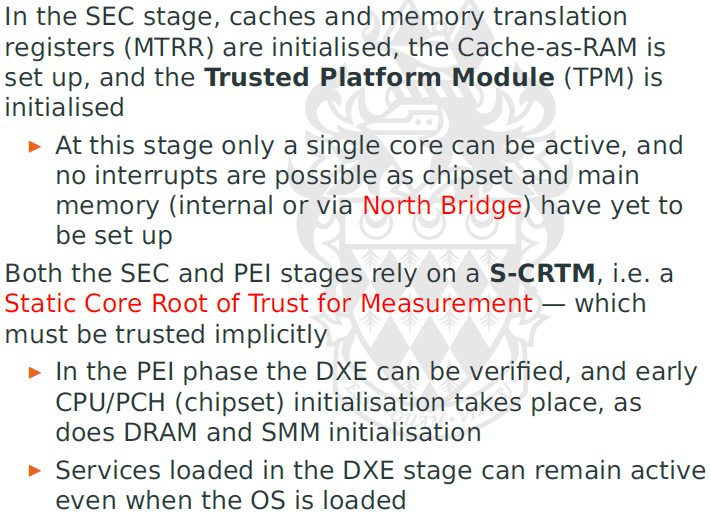 In the SEC stage, caches and memory translation
registers (MTRR) are initialised, the Cache-as-RAM is
set up, and the Trusted Platform Module (TPM) is
initialised
► At this stage only a single core can be active, and
no interrupts are possible as chipset and main
memory (internal or via North Bridge) have yet to
be set up
Both the SEC and PEI stages rely on a S-CRTM, i.e. a
Static Core Root of Trust for Measurement — which
must be trusted implicitly
► In the PEI phase the DXE can be verified, and early
CPU/PCH (chipset) initialisation takes place, as
does DRAM and SMM initialisation
► Services loaded in the DXE stage can remain active
even when the OS is loaded